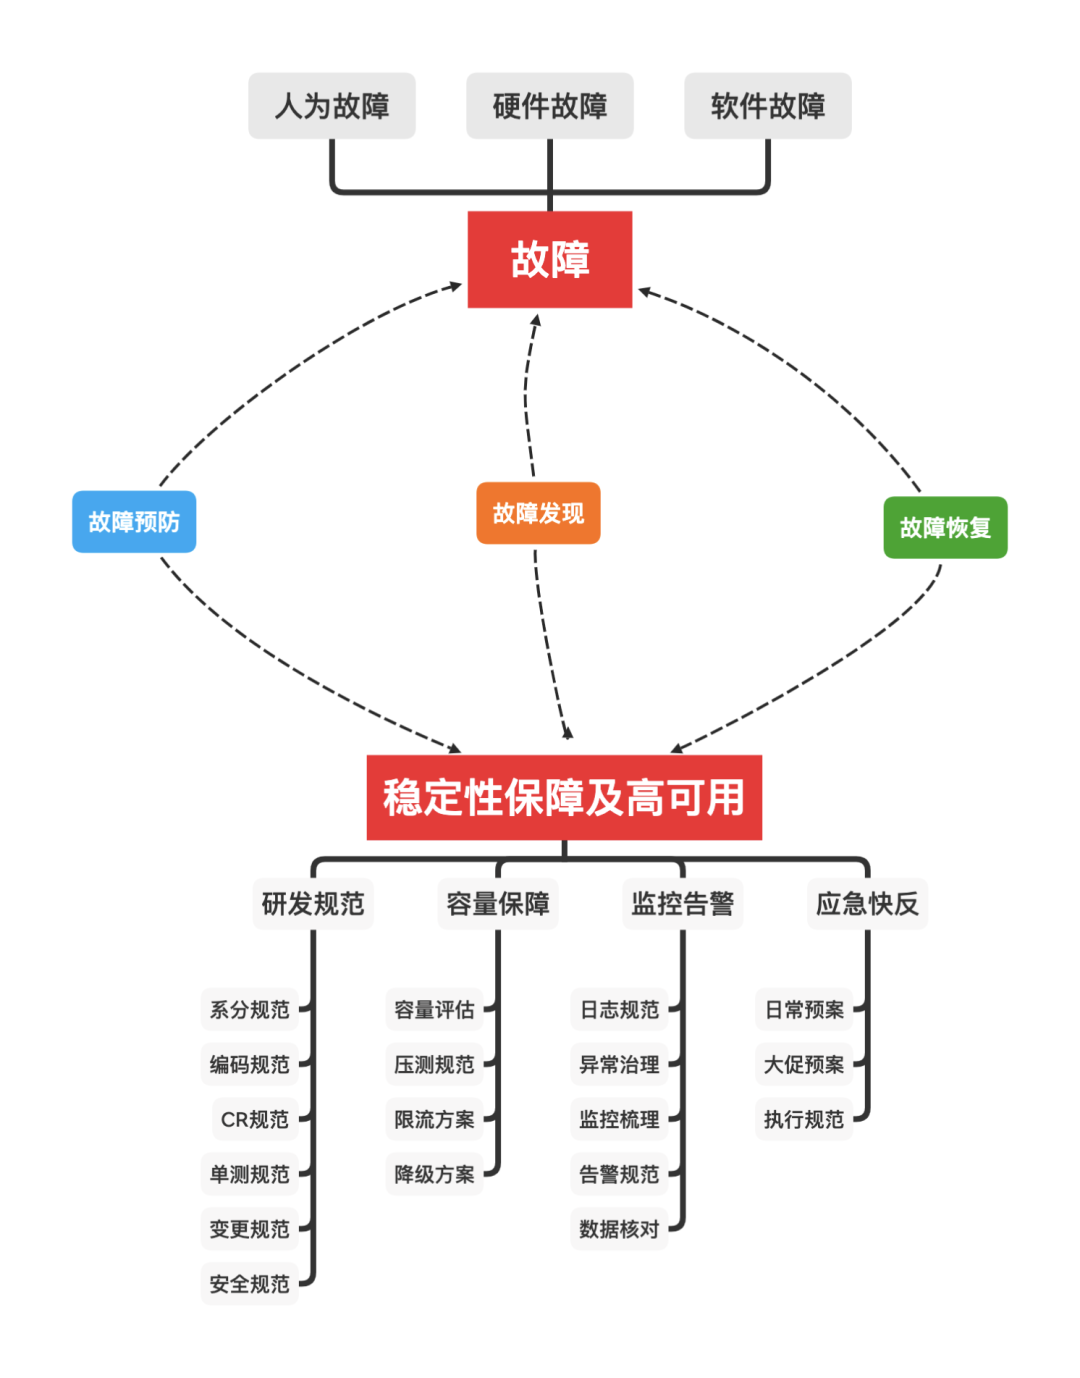 人为故障
硬件故障
软件故障
故障
故障预防
故障发现
故障恢复
稳定性保障及高可用
研发规范
容量保障
监控告警
应急快反
系分规范
编码规范
CR规范
单测规范
变更规范
安全规范
容量评估
压测规范
限流方案
降级方案
日志规范
异常治理
监控梳理
告警规范
数据核对
日常预案
大促预案
执行规范